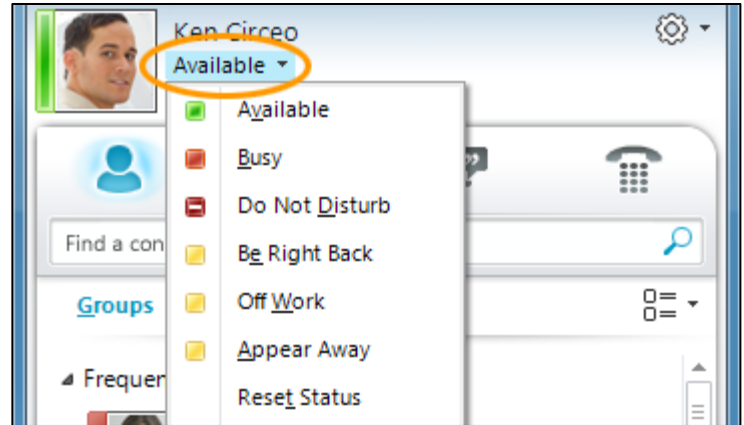 Ken Circeo
Available
Available
Busy
Do Not Disturb
Find a con
Be Right Back
Groups
Off Work
Appear Away
Frequen
Reset Status